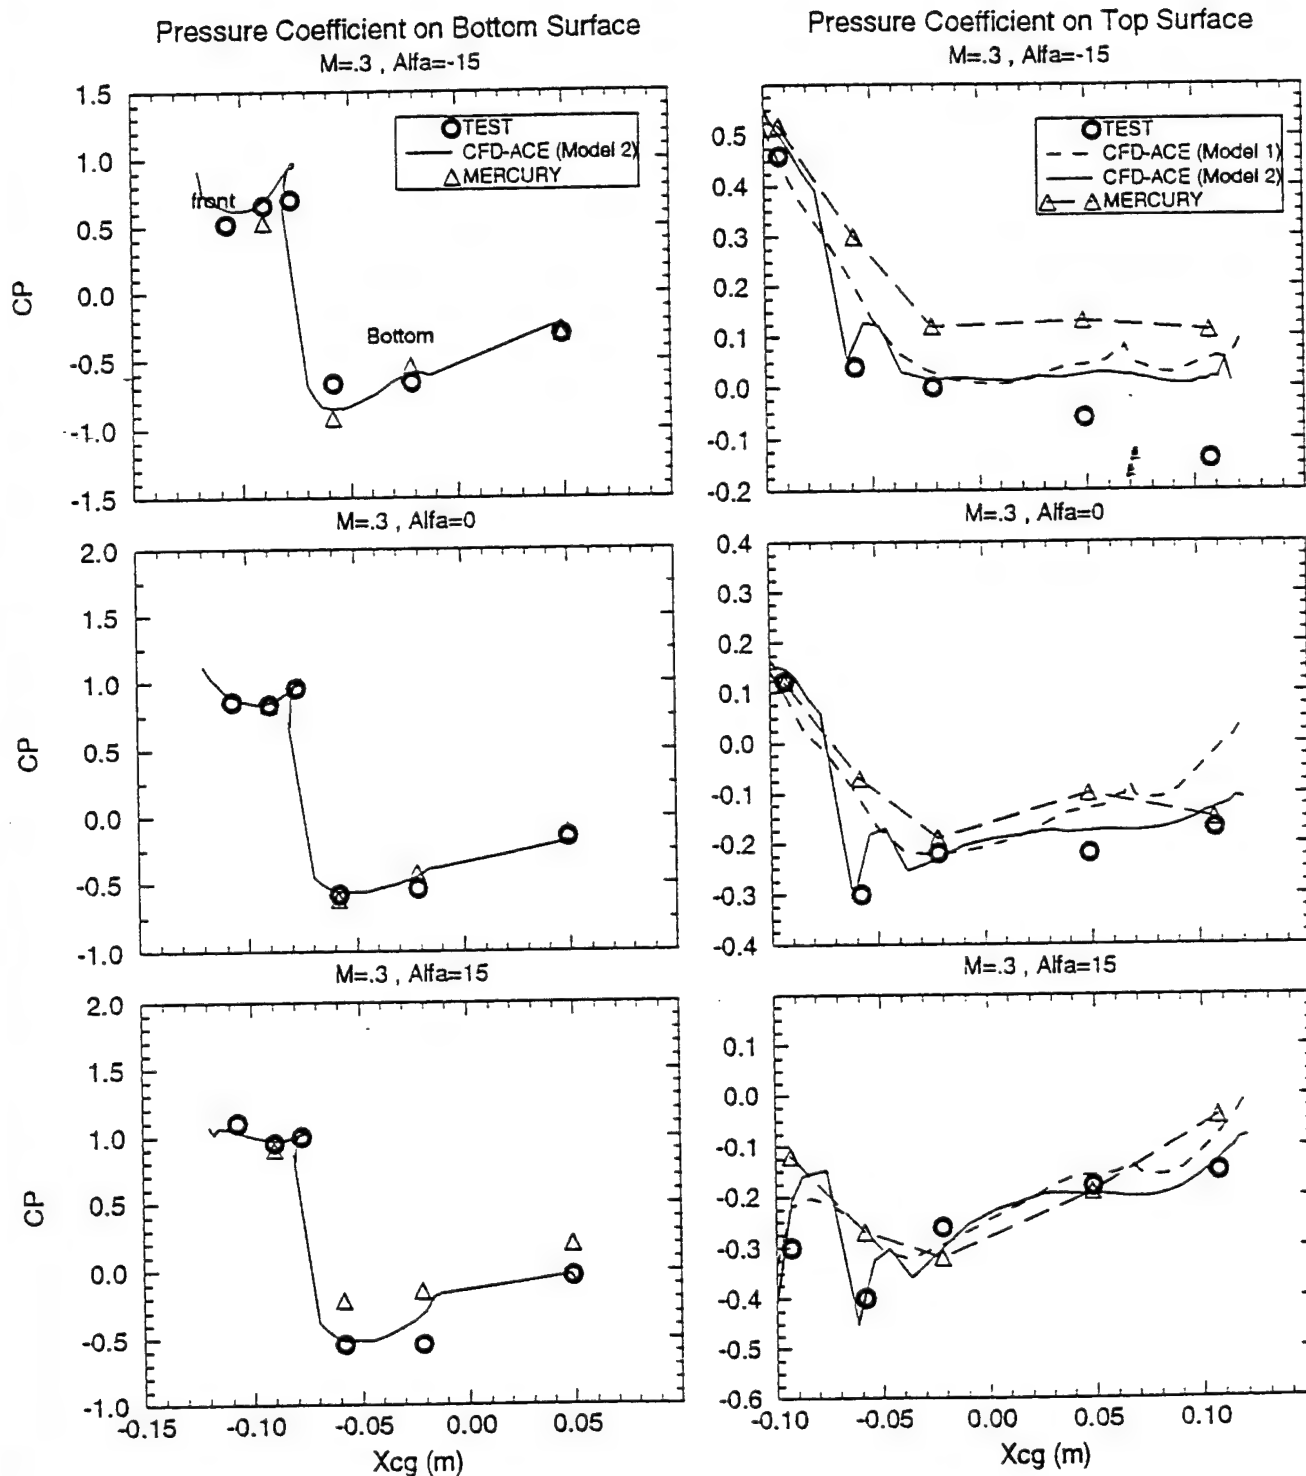 Pressure Coefficient on Bottom Surface
M=.3 , Alfa=-15
1.5
1.0
0.5
0.0
-0.5
-1.0
-1.5
CP
TEST
CFD-ACE (Model 2)
MERCURY
front
Bottom
M=.3 , Alfa=0
2.0
1.5
1.0
0.5
0.0
-0.5
-1.0
CP
M=.3 , Alfa=15
2.0
1.5
1.0
0.5
0.0
-0.5
-1.0
CP
-0.15
-0.10
-0.05
0.00
0.05
Xcg (m)
Pressure Coefficient on Top Surface
M=.3 , Alfa=-15
0.5
0.4
0.3
0.2
0.1
0.0
-0.1
-0.2
TEST
CFD-ACE (Model 1)
CFD-ACE (Model 2)
MERCURY
M=.3 , Alfa=0
0.4
0.3
0.2
0.1
0.0
-0.1
-0.2
-0.3
-0.4
M=.3 , Alfa=15
0.1
0.0
-0.1
-0.2
-0.3
-0.4
-0.5
-0.6
-0.10
-0.05
0.00
0.05
0.10
Xcg (m)